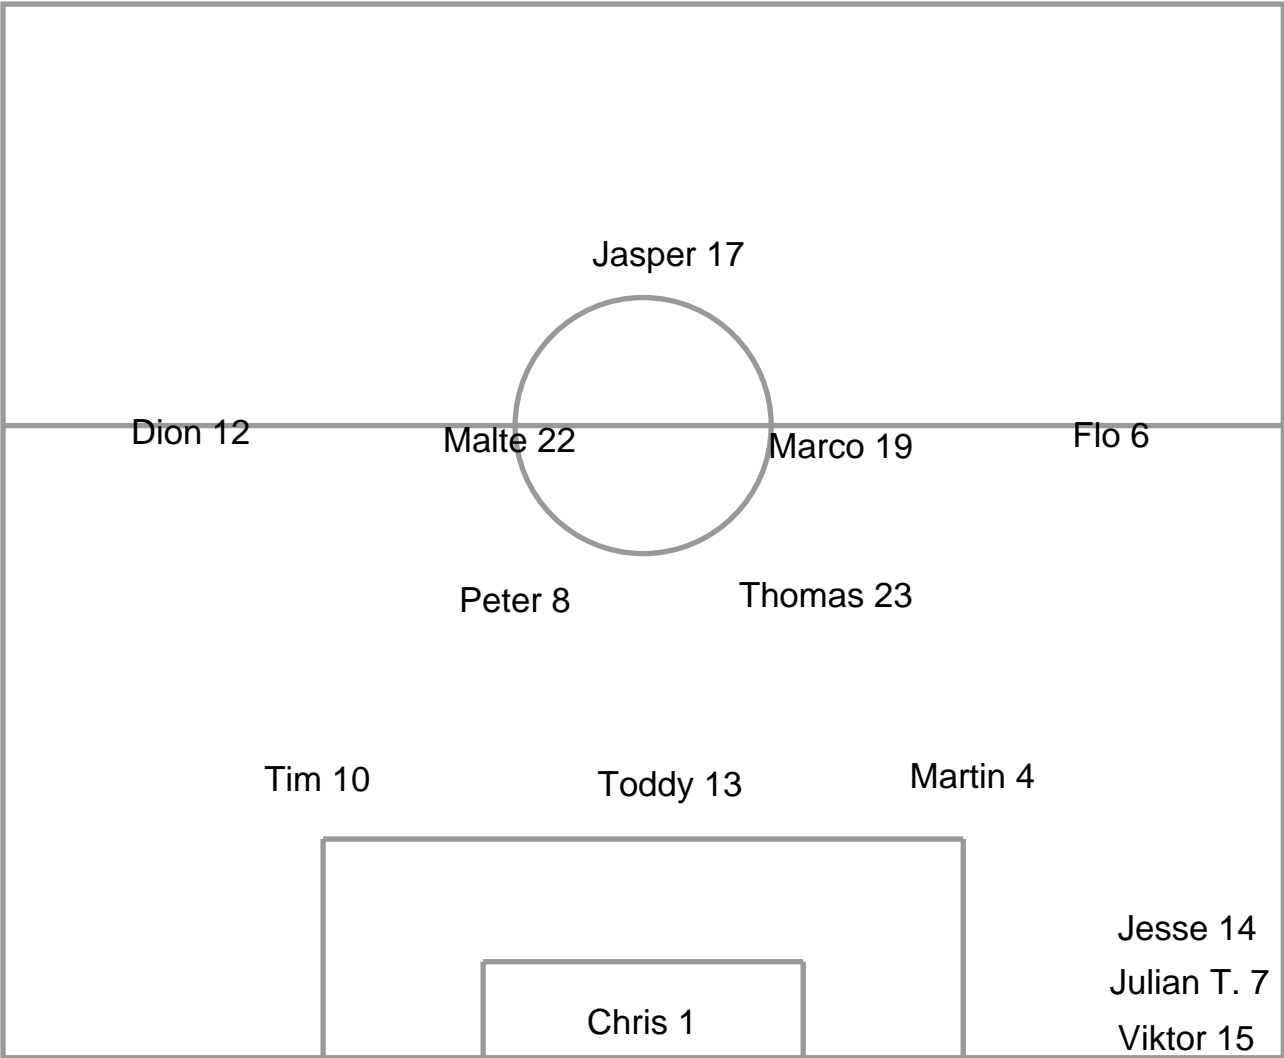 Jasper 17
Dion 12
Malte 22
Marco 19
Flo 6
Peter 8
Thomas 23
Tim 10
Toddy 13
Martin 4
Jesse 14
Julian T. 7
Chris 1
Viktor 15